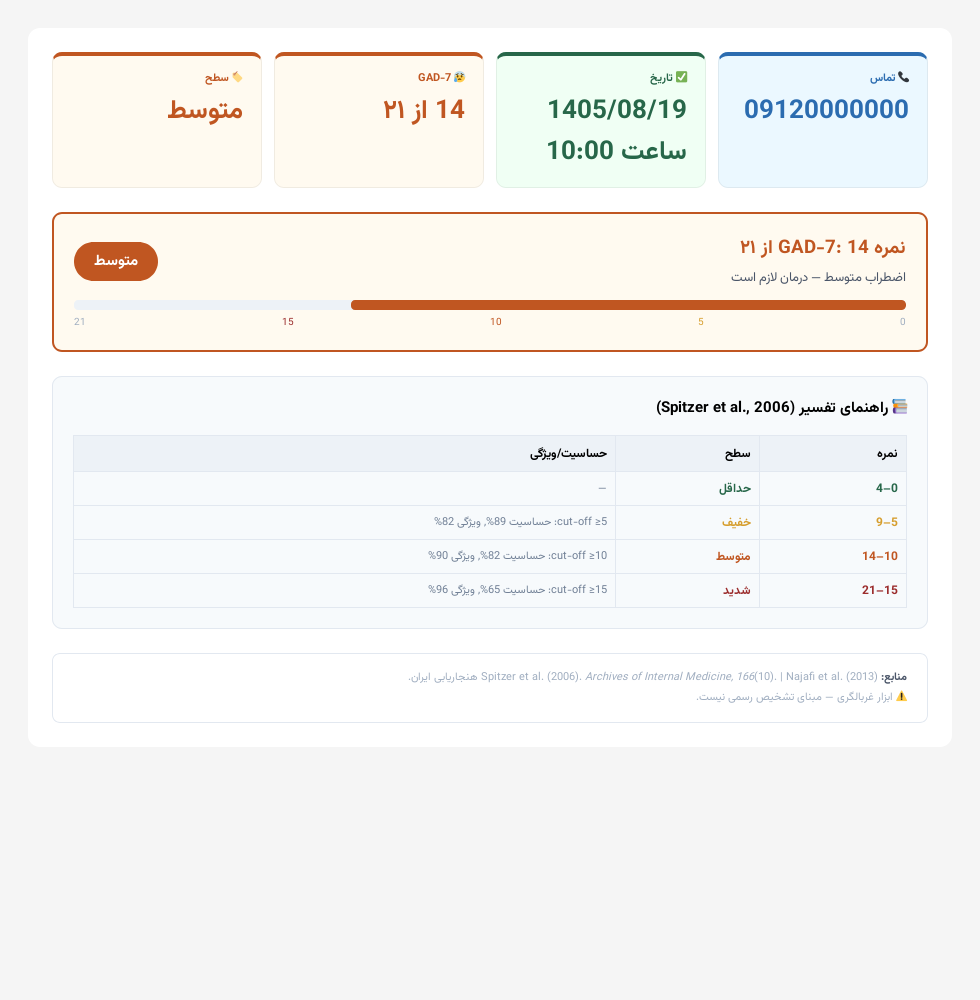 📞 تماس
09120000000
✅ تاریخ
1405/08/19
ساعت 10:00
😰 GAD-7
14 از ۲۱
🏷️ سطح
متوسط
نمره GAD-7: 14 از ۲۱
اضطراب متوسط — درمان لازم است
متوسط
0 5 10 15 21
📚 راهنمای تفسیر (Spitzer et al., 2006)
نمره سطح حساسیت/ویژگی
0–4 حداقل —
5–9 خفیف cut-off ≥5: حساسیت 89%, ویژگی 82%
10–14 متوسط cut-off ≥10: حساسیت 82%, ویژگی 90%
15–21 شدید cut-off ≥15: حساسیت 65%, ویژگی 96%
منابع: Spitzer et al. (2006). Archives of Internal Medicine, 166(10). | Najafi et al. (2013) هنجاریابی ایران.
⚠️ ابزار غربالگری — مبنای تشخیص رسمی نیست.